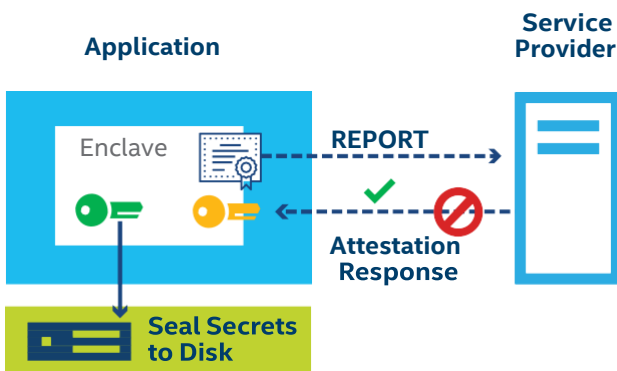 Application
Service
Provider
Enclave
REPORT
Attestation
Response
Seal Secrets
to Disk